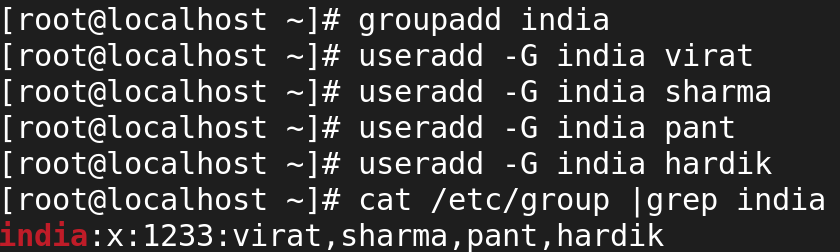 [root@localhost ~]# groupadd india
[root@localhost ~]# useradd -G india virat
[root@localhost ~]# useradd -G india sharma
[root@localhost ~]# useradd -G india pant
[root@localhost ~]# useradd -G india hardik
[root@localhost ~]# cat /etc/group |grep india
india:x:1233:virat,sharma,pant,hardik